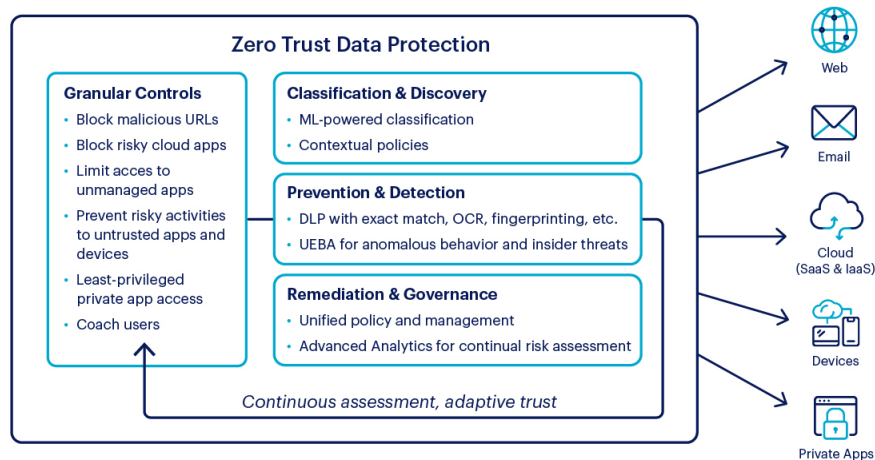 Zero Trust Data Protection
Granular Controls
• Block malicious URLs
• Block risky cloud apps
• Limit acces to
unmanaged apps
• Prevent risky activities
to untrusted apps and
devices
• Least-privileged
private app access
• Coach users
Classification & Discovery
• ML-powered classification
• Contextual policies
Prevention & Detection
• DLP with exact match, OCR, fingerprinting, etc.
• UEBA for anomalous behavior and insider threats
Remediation & Governance
• Unified policy and management
• Advanced Analytics for continual risk assessment
Continuous assessment, adaptive trust
Web
Email
Cloud
(SaaS & IaaS)
Devices
Private Apps